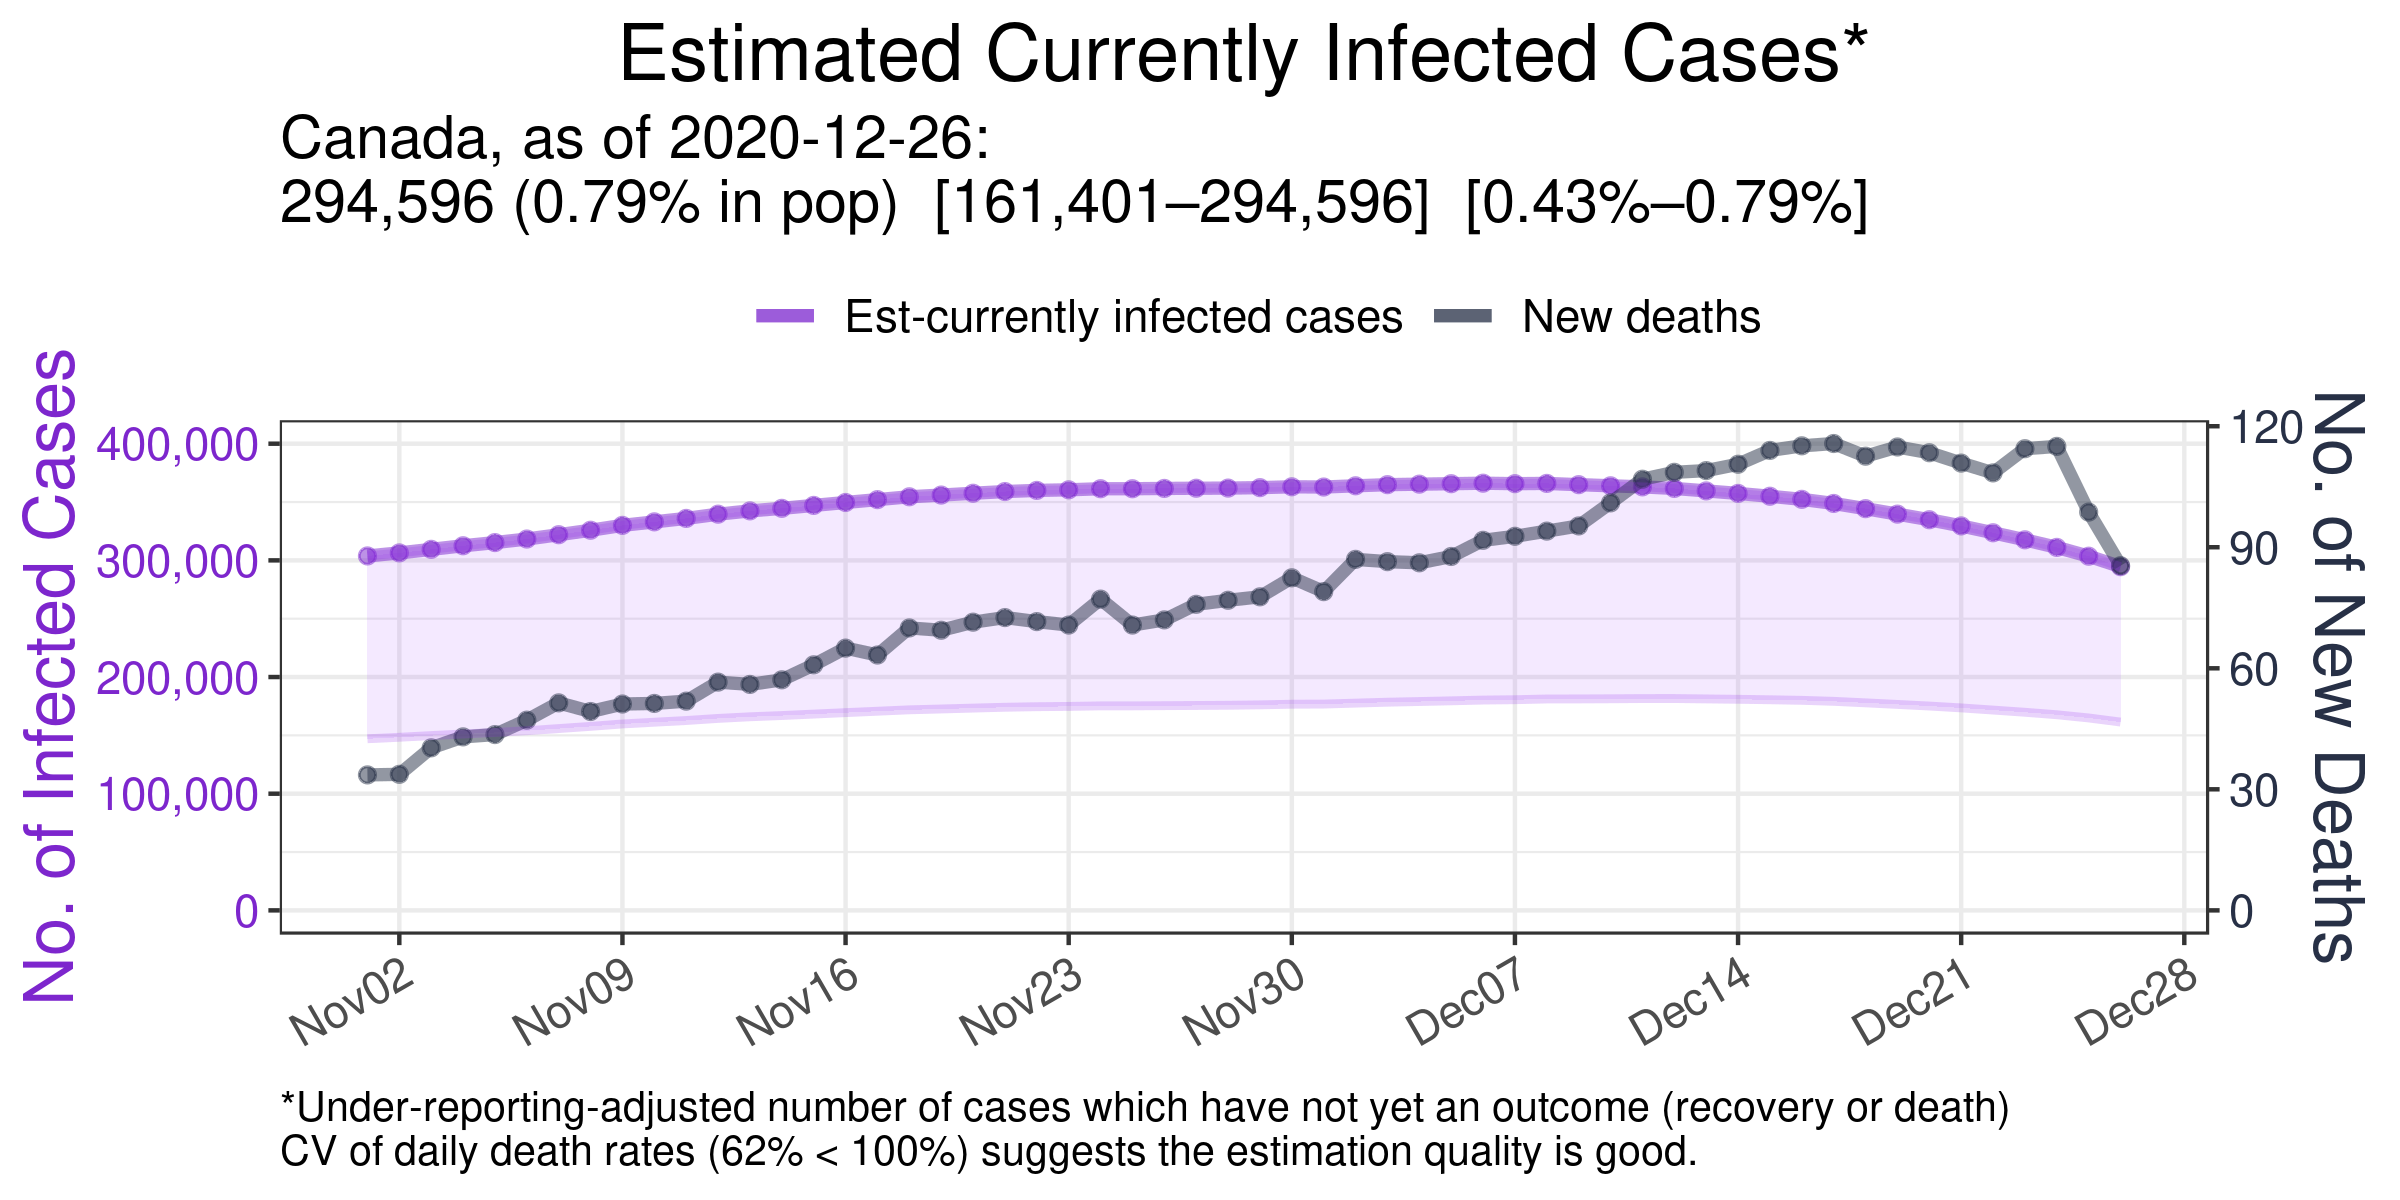 Estimated Currently Infected Cases*
Canada, as of 2020-12-26:
294,596 (0.79% in pop)  [161,401–294,596]  [0.43%–0.79%]
Est-currently infected cases
New deaths
No. of Infected Cases
400,000
300,000
200,000
100,000
0
120
90
60
30
0
No. of New Deaths
Nov02
Nov09
Nov16
Nov23
Nov30
Dec07
Dec14
Dec21
Dec28
*Under-reporting-adjusted number of cases which have not yet an outcome (recovery or death)
CV of daily death rates (62% < 100%) suggests the estimation quality is good.